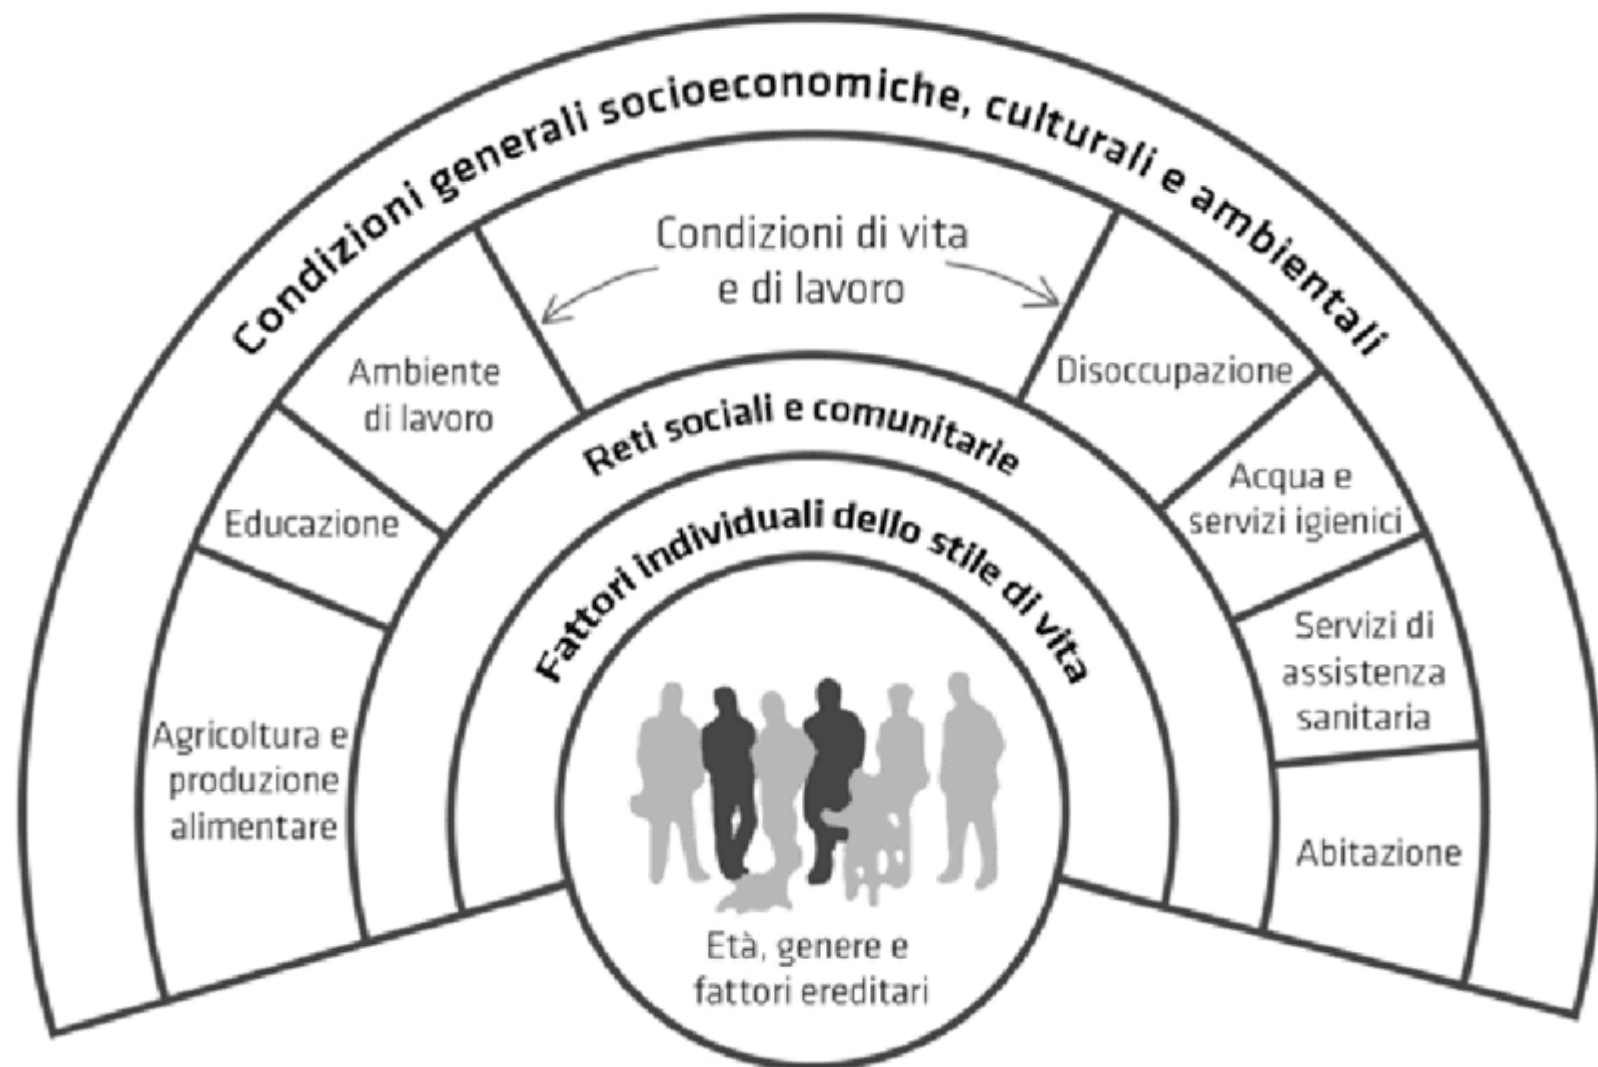 Condizioni generali socioeconomiche, culturali e ambientali
Condizioni di vita
e di lavoro
Ambiente
di lavoro
Disoccupazione
Educazione
Acqua e
servizi igienici
Agricoltura e
produzione
alimentare
Servizi di
assistenza
sanitaria
Abitazione
Reti sociali e comunitarie
Fattori individuali dello stile di vita
Età, genere e
fattori ereditari